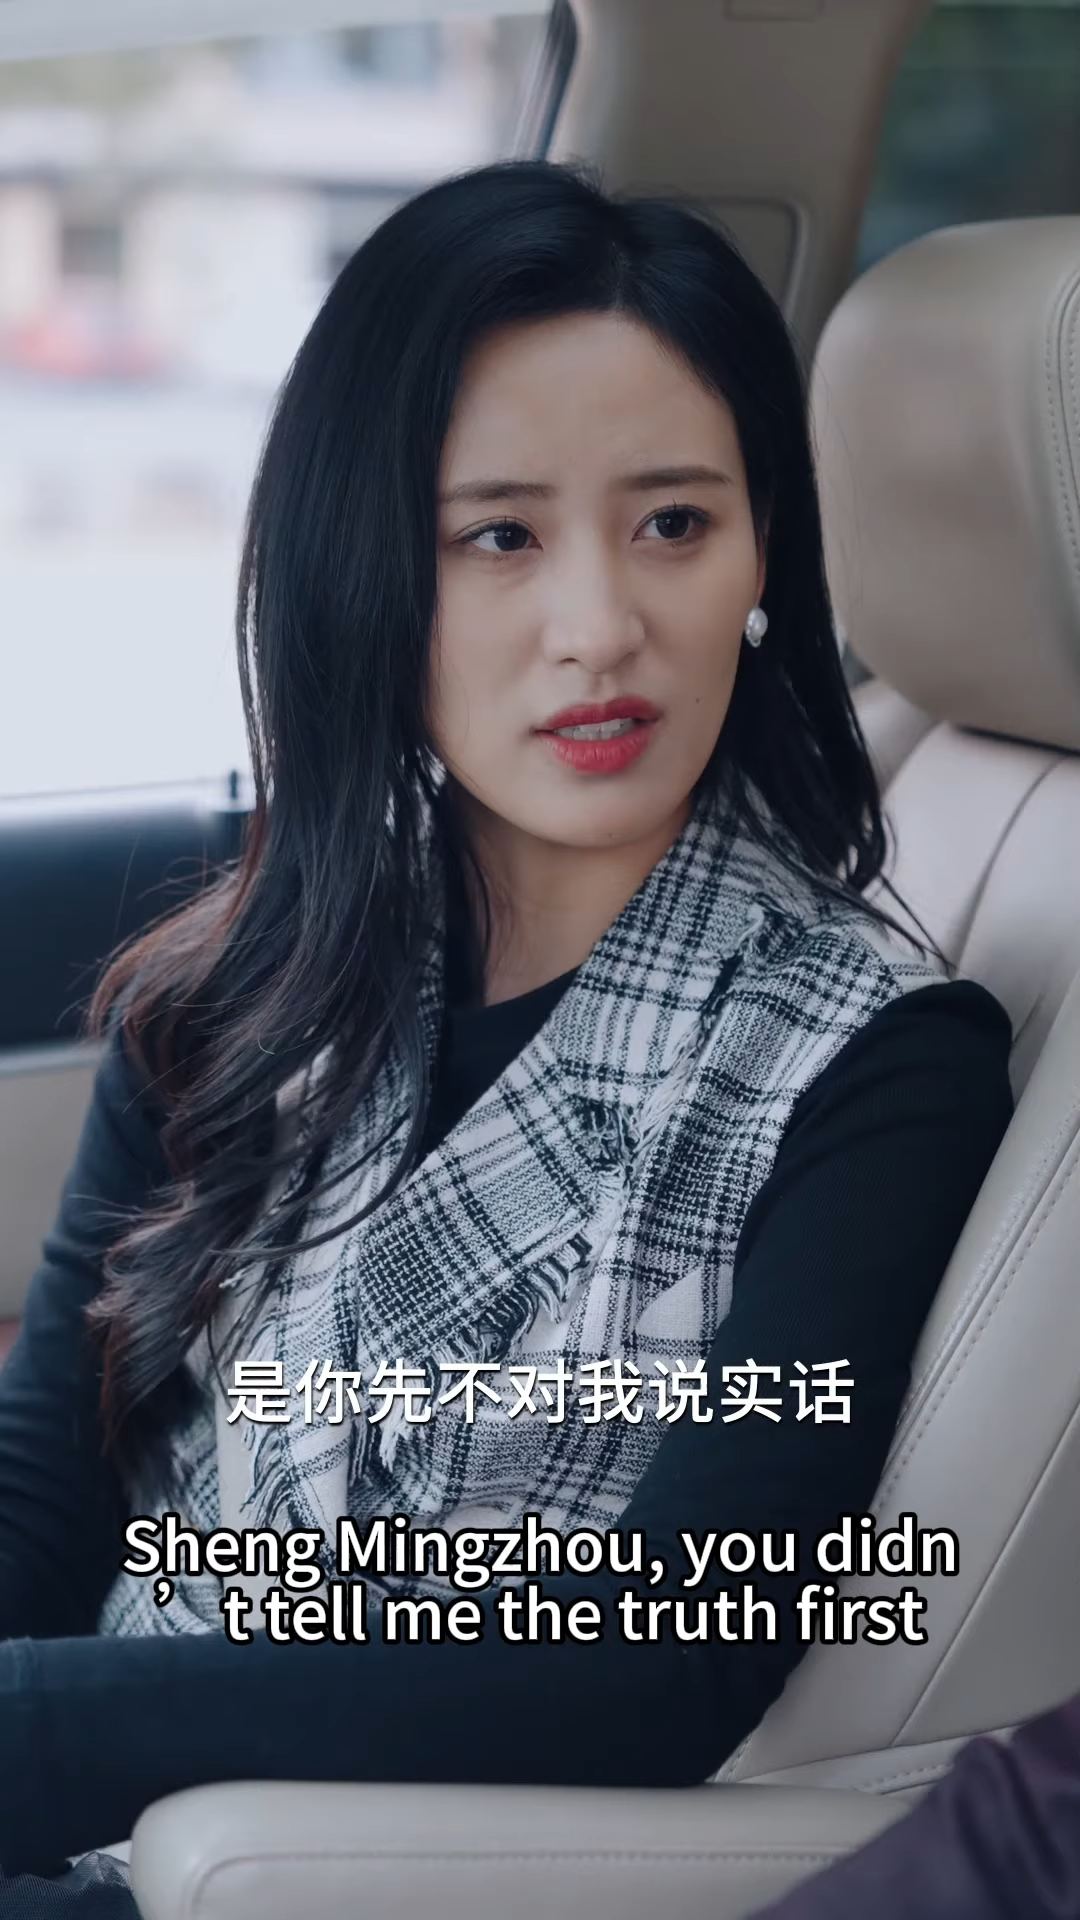 是你先不对我说实话
Sheng Mingzhou, you didn
’ t tell me the truth first